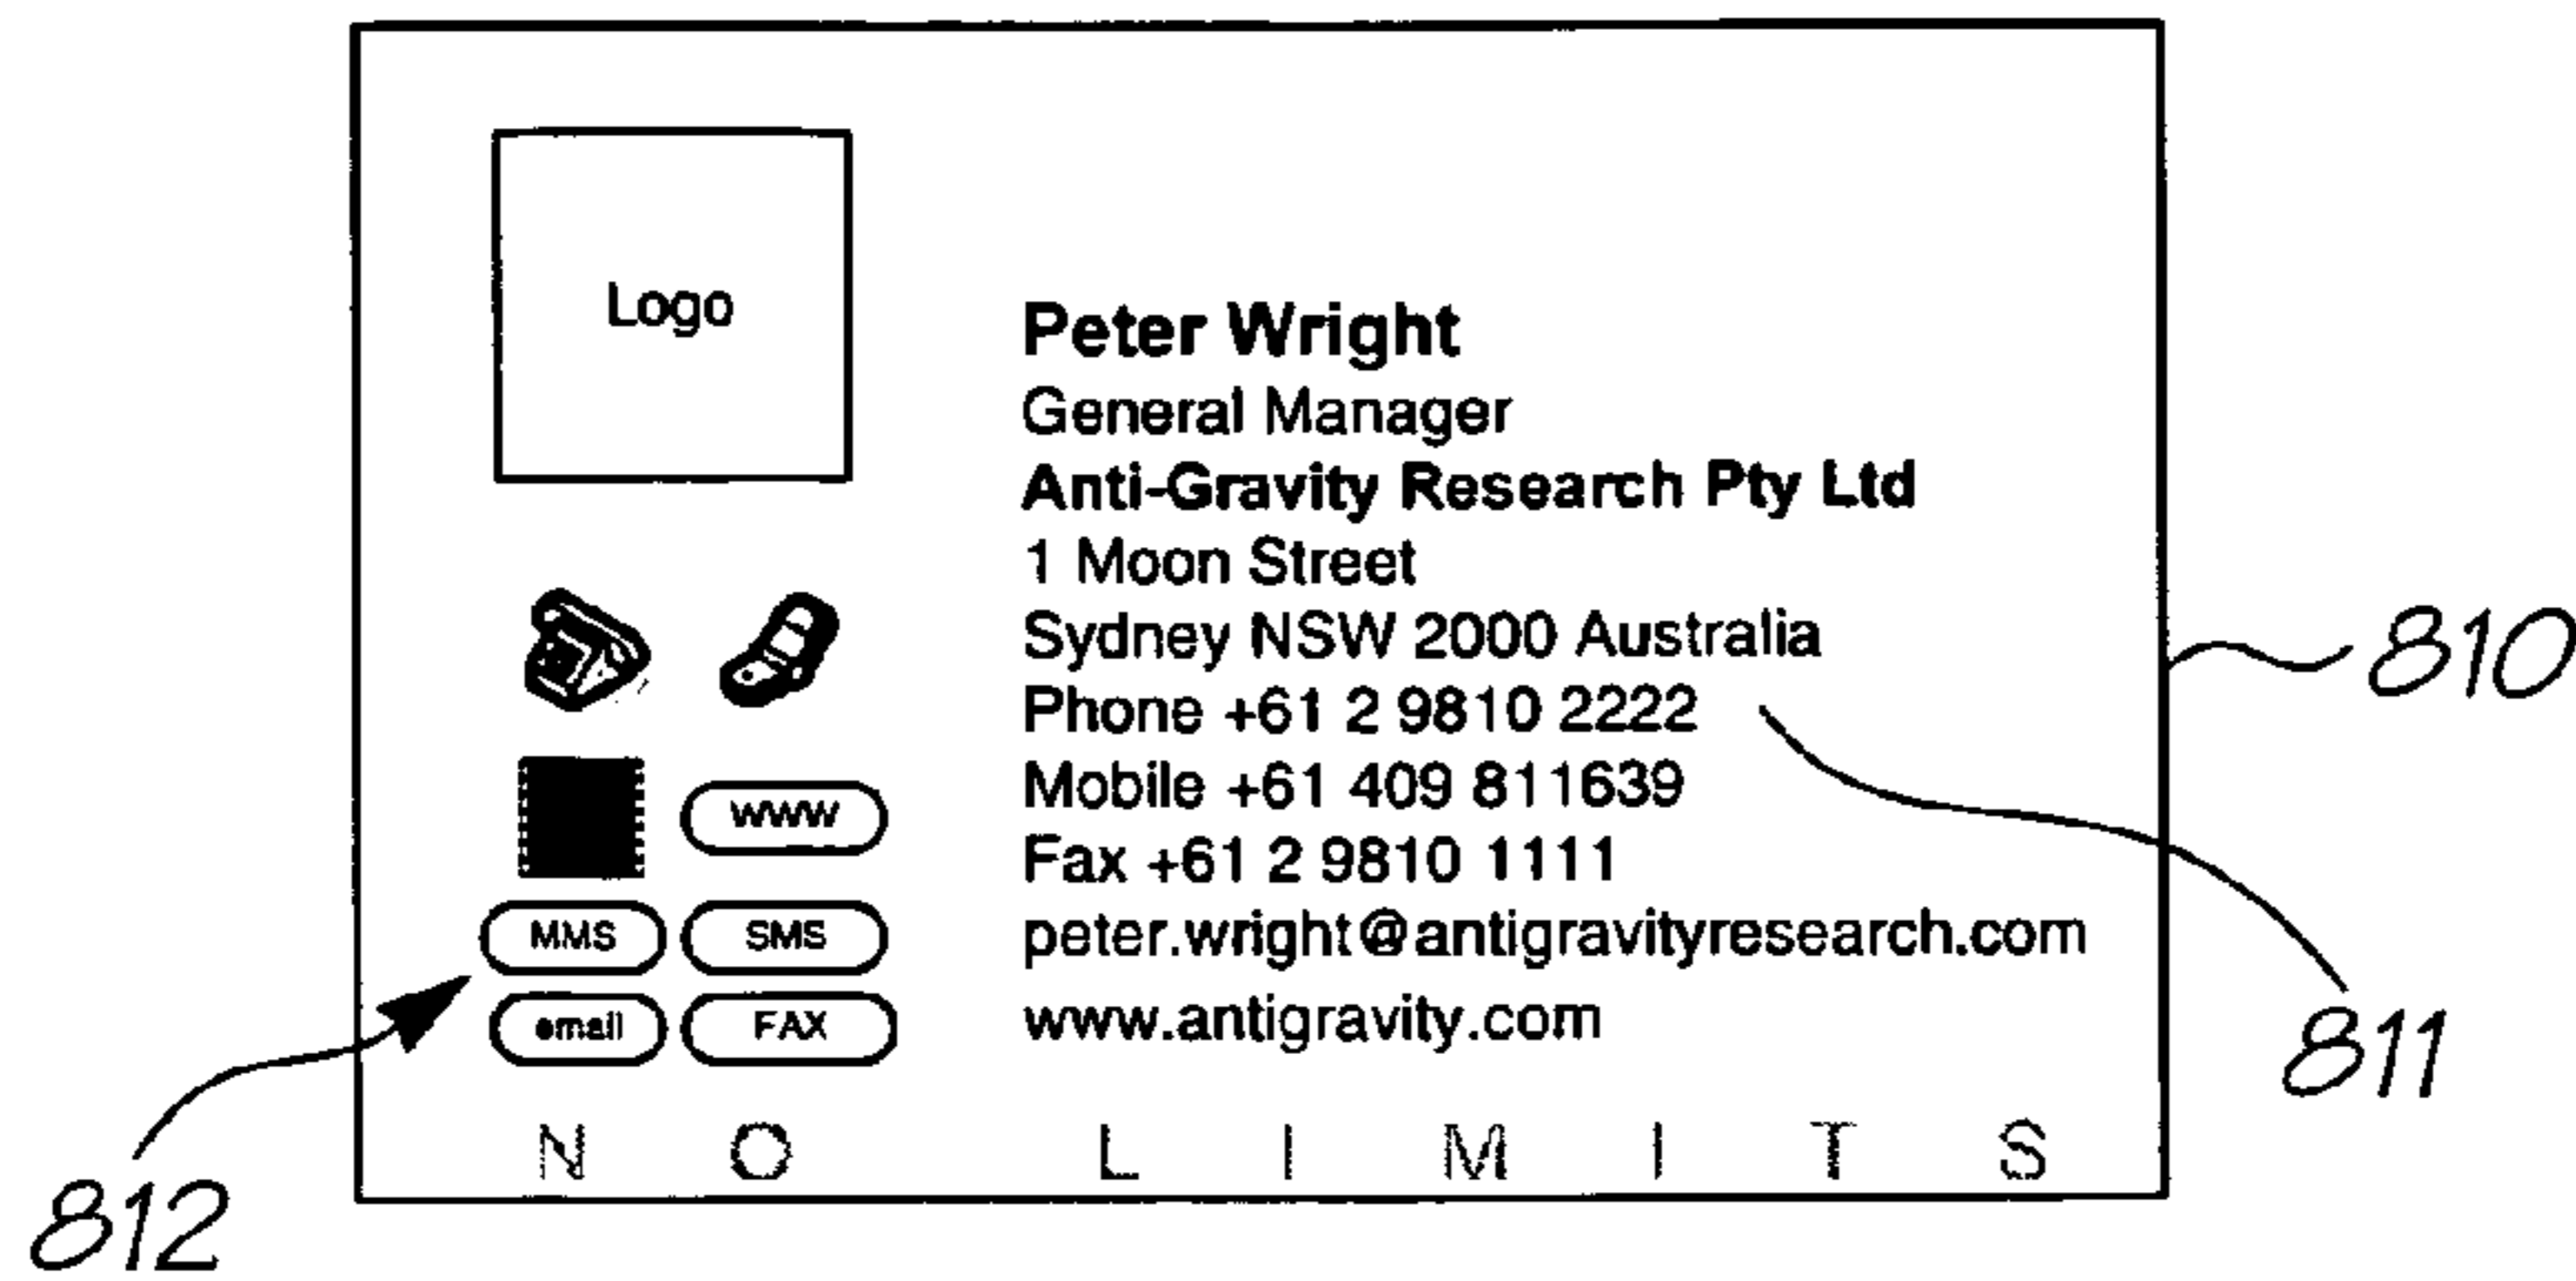 Logo
Peter Wright
General Manager
Anti-Gravity Research Pty Ltd
1 Moon Street
Sydney NSW 2000 Australia
Phone +61 2 9810 2222
Mobile +61 409 811639
Fax +61 2 9810 1111
peter.wright@antigravityresearch.com
www.antigravity.com
WWW
MMS SMS
email FAX
NO LIMITS
810
811
812